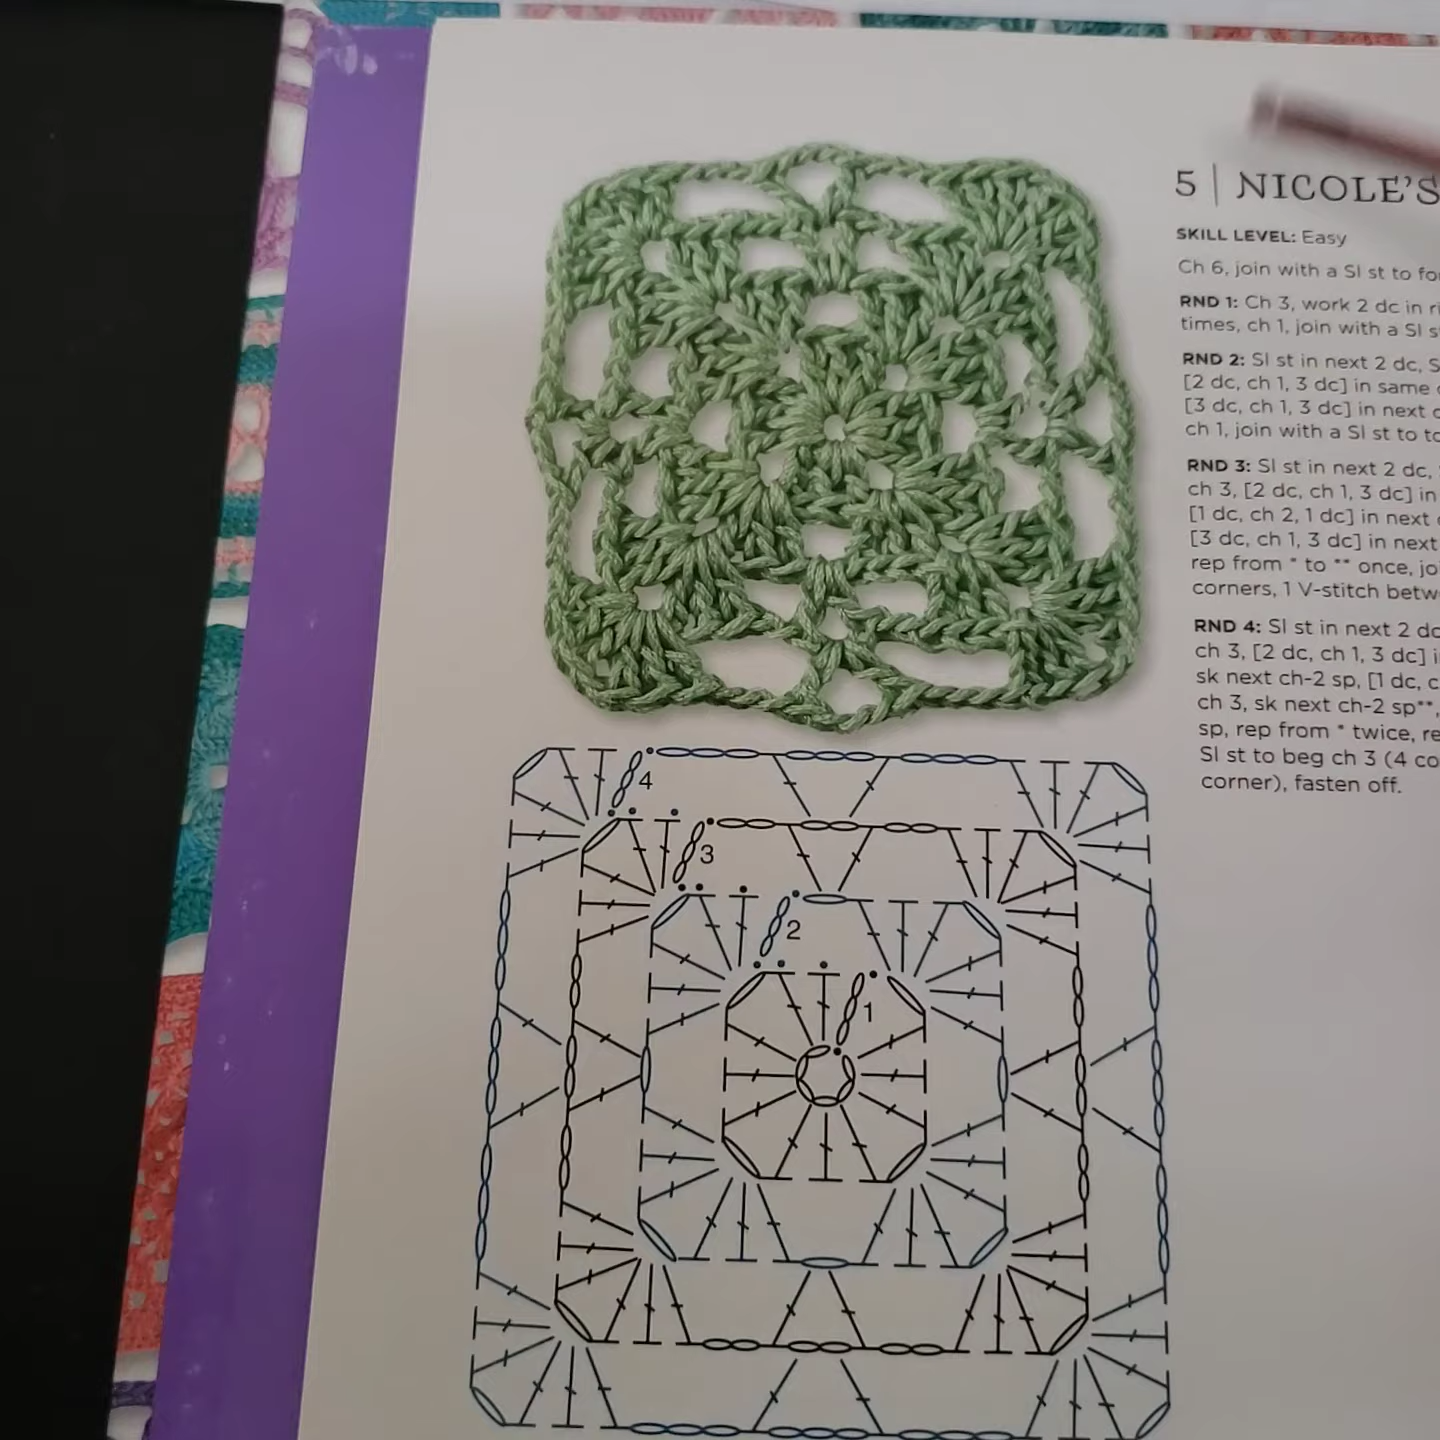 5 | NICOLE'S
SKILL LEVEL: Easy
Ch 6, join with a Sl st to
RND 1: Ch 3, work 2 dc in
times, ch 1, join with a Sl
RND 2: Sl st in next 2 dc,
[2 dc, ch 1, 3 dc] in same
[3 dc, ch 1, 3 dc] in next
ch 1, join with a Sl st to
RND 3: Sl st in next 2 dc,
ch 3, [2 dc, ch 1, 3 dc] in
[1 dc, ch 2, 1 dc] in next
[3 dc, ch 1, 3 dc] in next
rep from * to ** once,
corners, 1 V-stitch
RND 4: Sl st in next 2
ch 3, [2 dc, ch 1, 3 dc]
sk next ch-2 sp, [1 dc,
ch 3, sk next ch-2 sp**,
sp, rep from * twice,
Sl st to beg ch 3 (4
corner), fasten off.
4
3
2
1